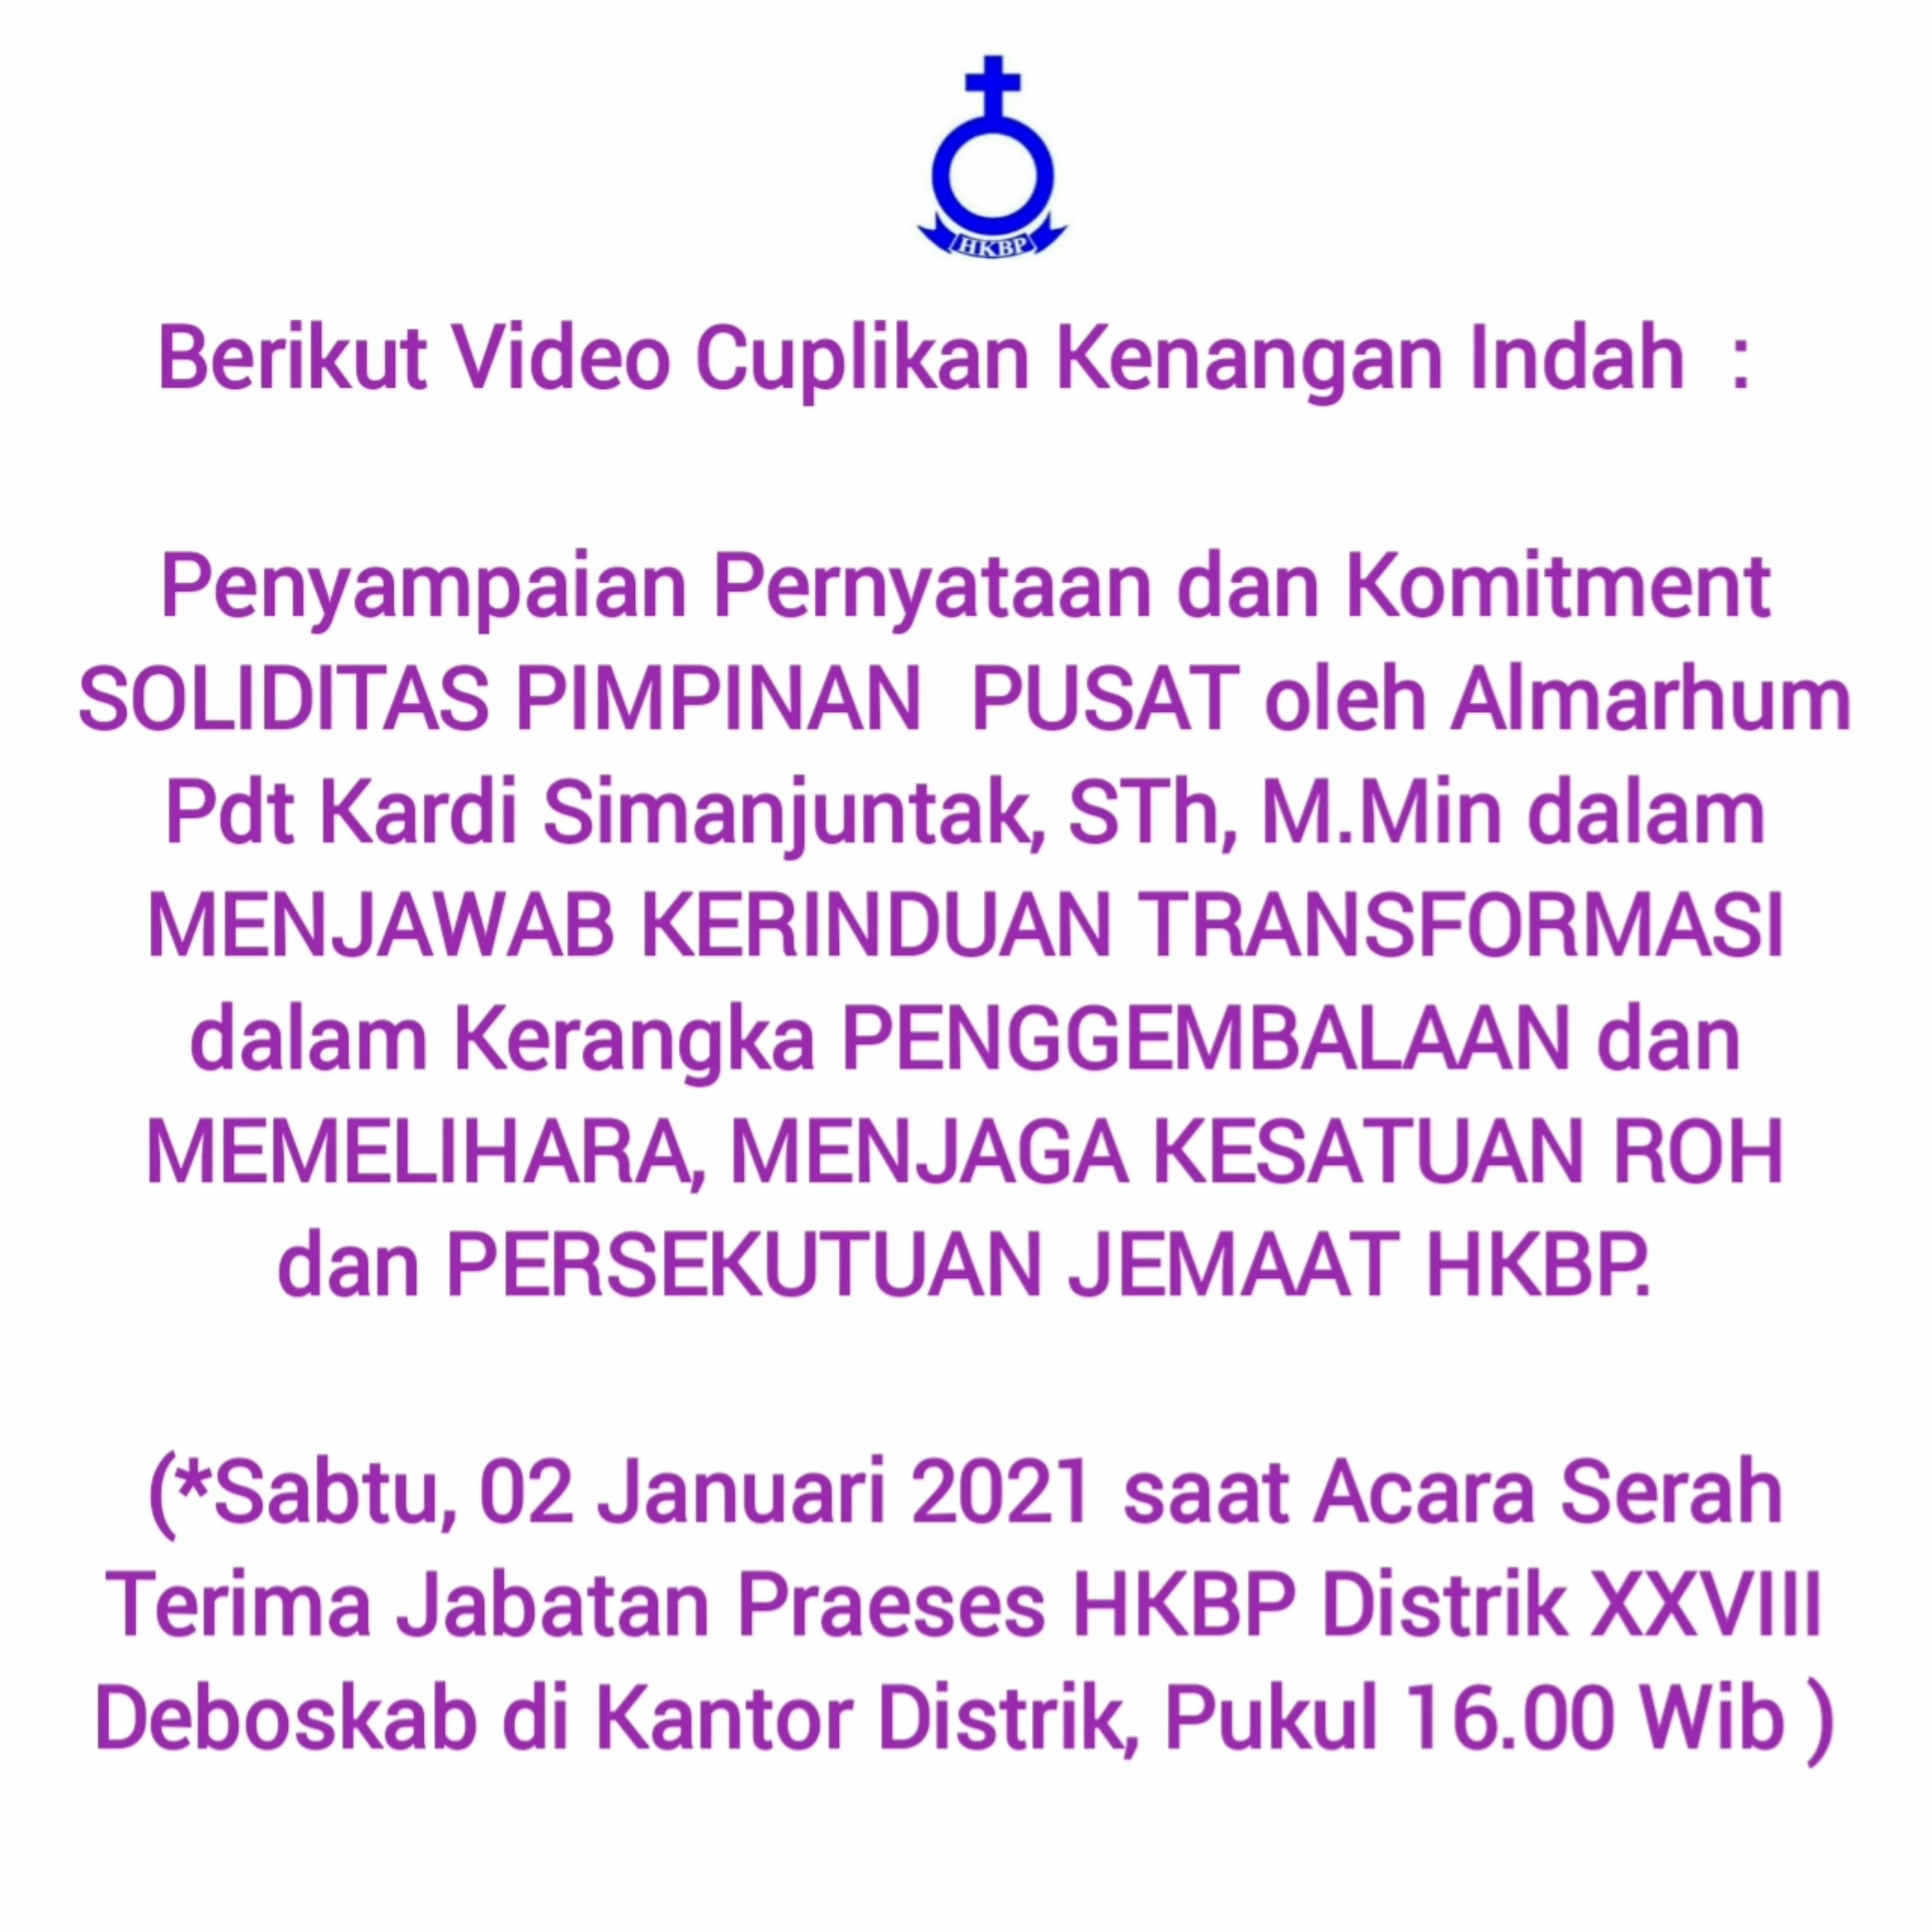 HKBP
Berikut Video Cuplikan Kenangan Indah :
Penyampaian Pernyataan dan Komitment
SOLIDITAS PIMPINAN PUSAT oleh Almarhum
Pdt Kardi Simanjuntak, STh, M.Min dalam
MENJAWAB KERINDUAN TRANSFORMASI
dalam Kerangka PENGGEMBALAAN dan
MEMELIHARA, MENJAGA KESATUAN ROH
dan PERSEKUTUAN JEMAAT HKBP.
(*Sabtu, 02 Januari 2021 saat Acara Serah
Terima Jabatan Praeses HKBP Distrik XXVIII
Deboskab di Kantor Distrik, Pukul 16.00 Wib )